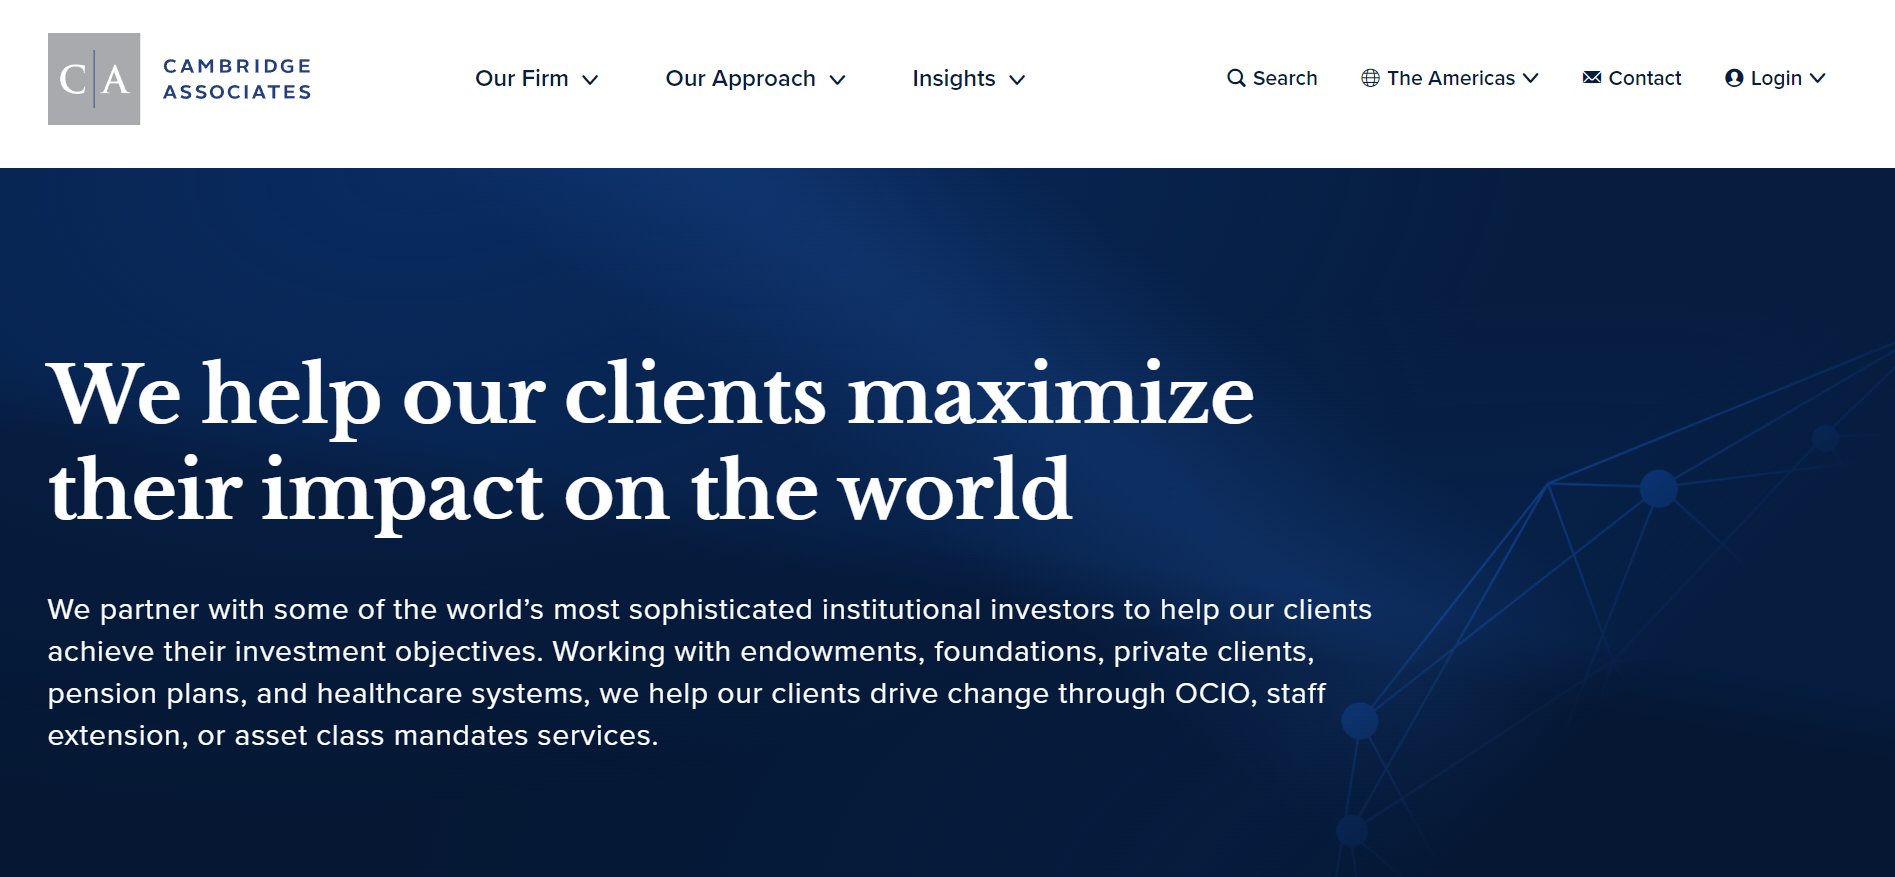 C|A
CAMBRIDGE
ASSOCIATES
Our Firm
Our Approach
Insights
Search
The Americas
Contact
Login
We help our clients maximize
their impact on the world
We partner with some of the world’s most sophisticated institutional investors to help our clients
achieve their investment objectives. Working with endowments, foundations, private clients,
pension plans, and healthcare systems, we help our clients drive change through OCIO, staff
extension, or asset class mandates services.